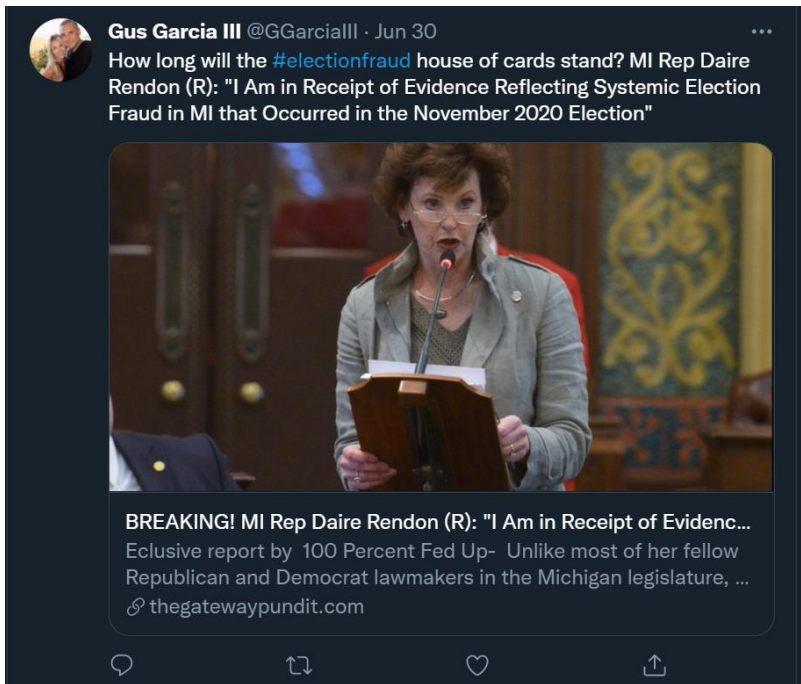 Gus Garcia III @GGarciaIII · Jun 30
How long will the #electionfraud house of cards stand? MI Rep Daire
Rendon (R): "I Am in Receipt of Evidence Reflecting Systemic Election
Fraud in MI that Occurred in the November 2020 Election"
BREAKING! MI Rep Daire Rendon (R): "I Am in Receipt of Evidenc...
Eclusive report by  100 Percent Fed Up- Unlike most of her fellow
Republican and Democrat lawmakers in the Michigan legislature, ...
thegatewaypundit.com